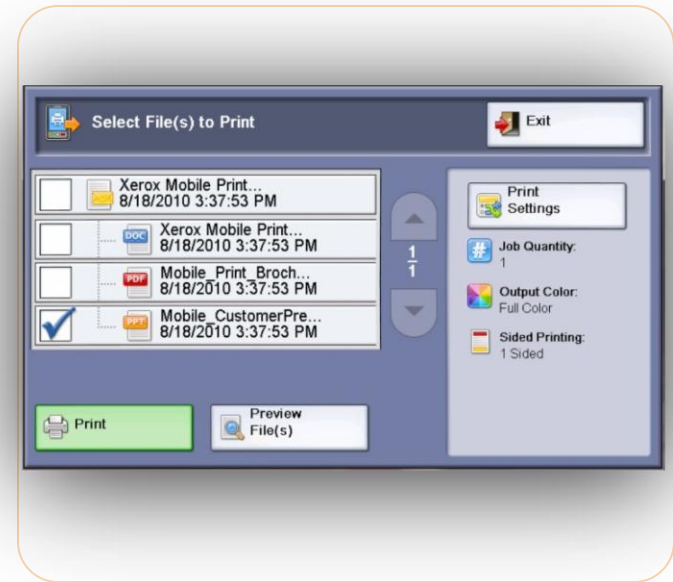 Select File(s) to Print
Exit
Xerox Mobile Print...
8/18/2010 3:37:53 PM
DOC
Xerox Mobile Print...
8/18/2010 3:37:53 PM
PDF
Mobile_Print_Broch...
8/18/2010 3:37:53 PM
PPT
Mobile_CustomerPre...
8/18/2010 3:37:53 PM
1
1
Print
Preview
File(s)
Print
Settings
#
Job Quantity:
1
Output Color:
Full Color
Sided Printing:
1 Sided